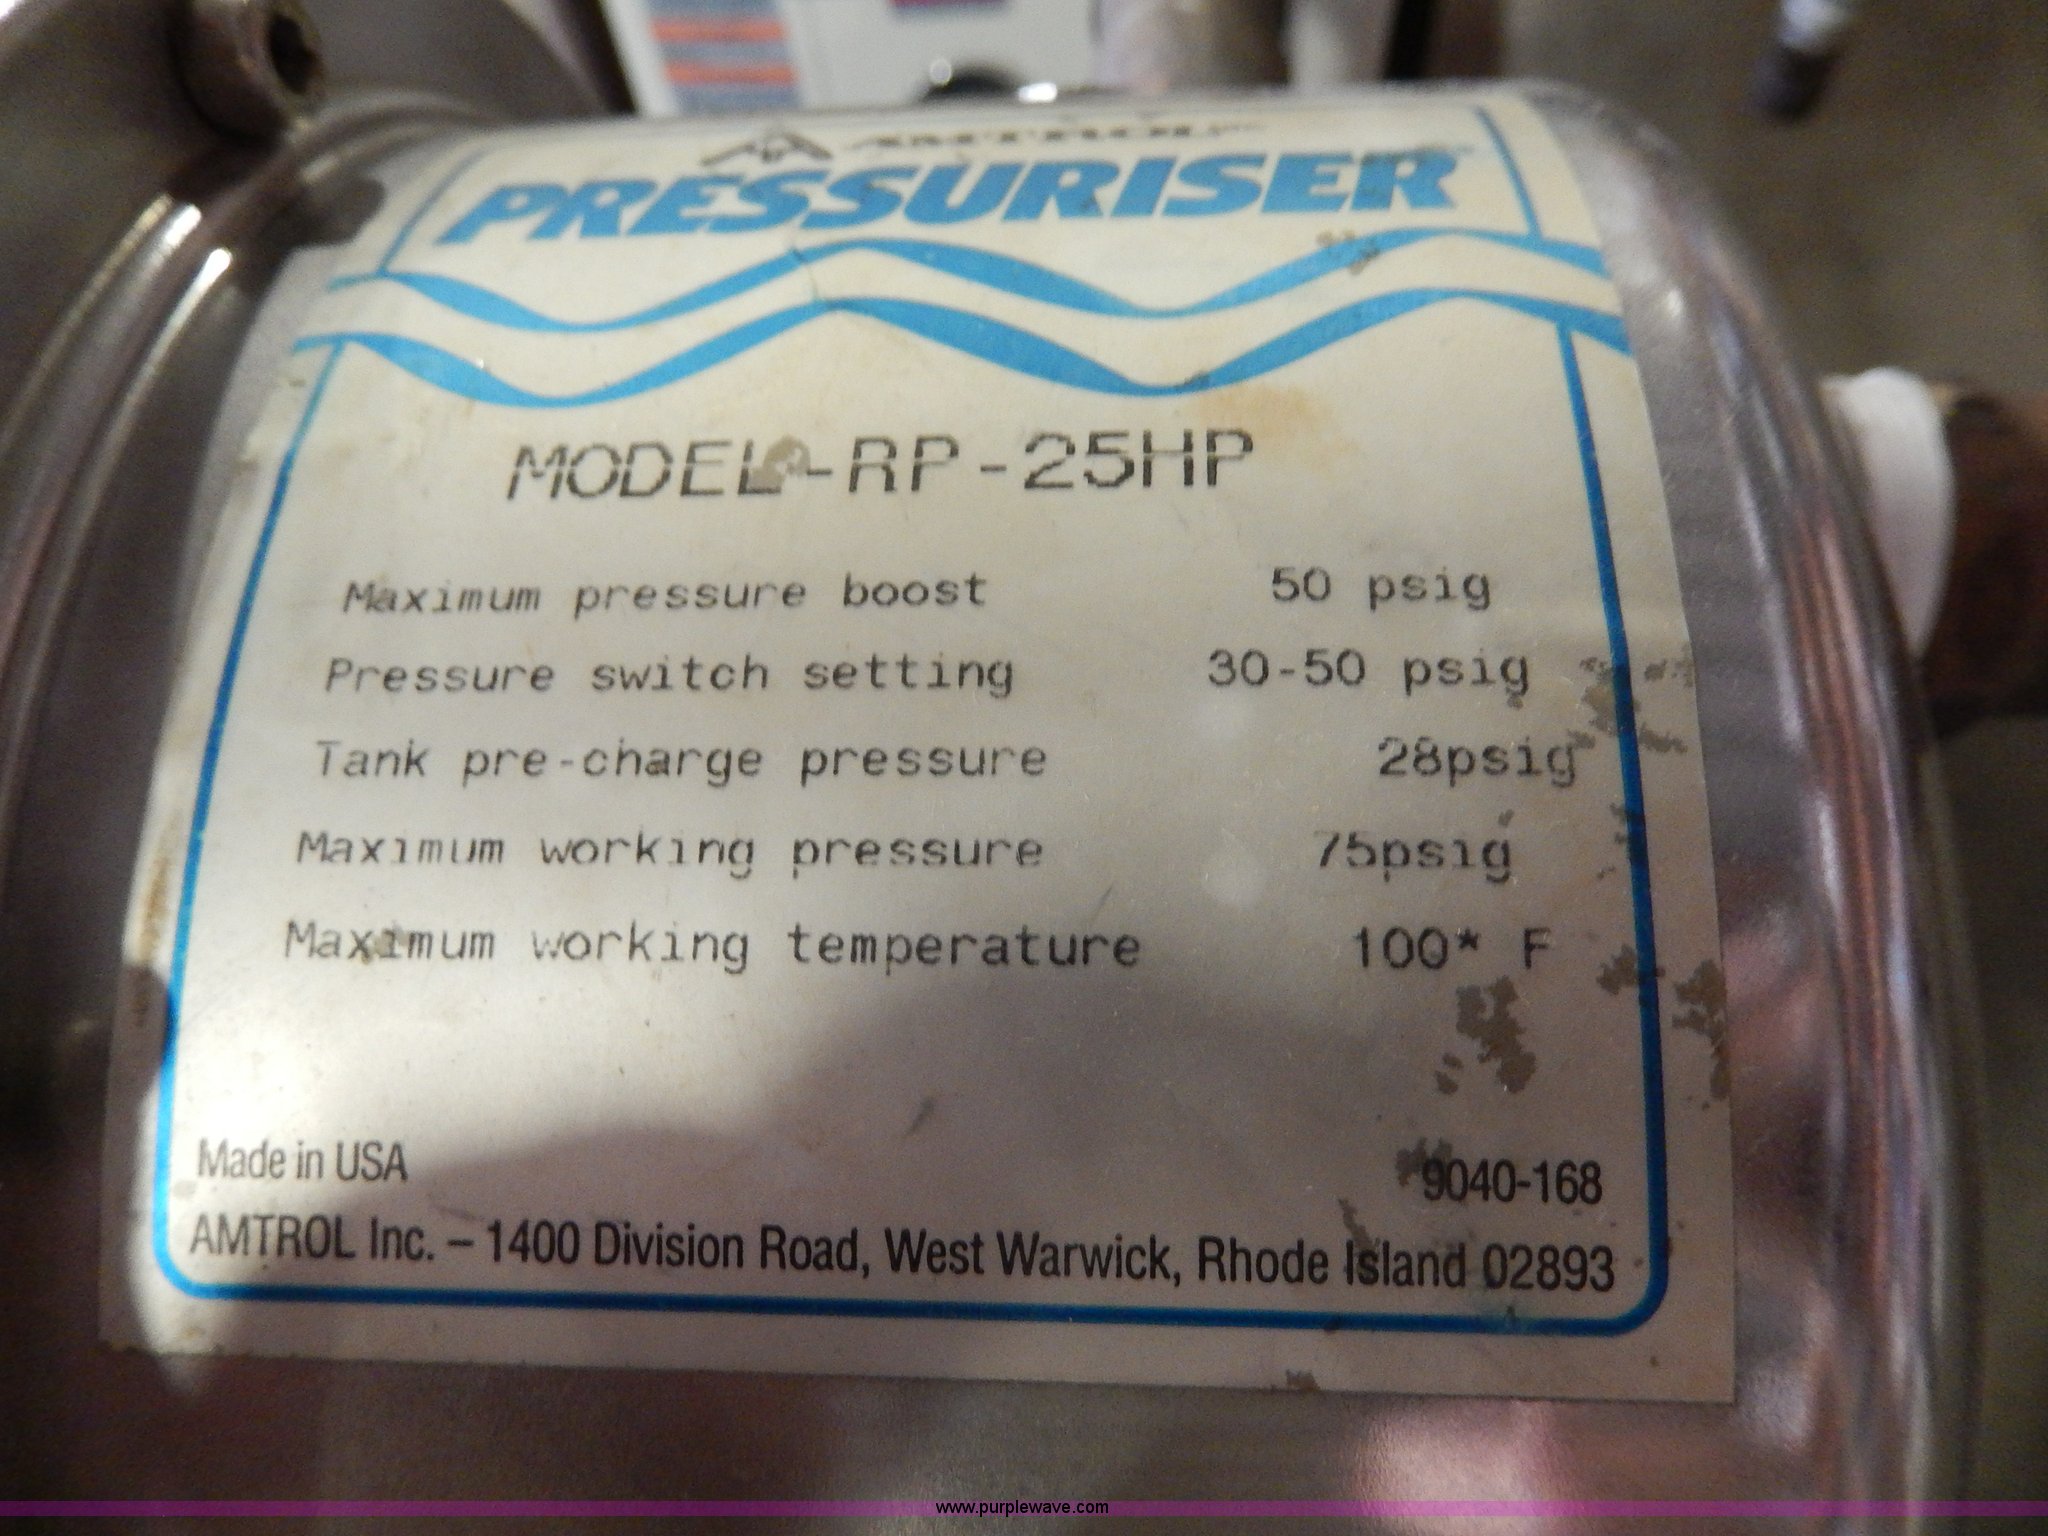 AMTROL INC.
PRESSURISER
MODEL-RP-25HP
Maximum pressure boost 50 psig
Pressure switch setting 30-50 psig
Tank pre-charge pressure 28psig
Maximum working pressure 75psig
Maximum working temperature 100* F
Made in USA 9040-168
AMTROL Inc. – 1400 Division Road, West Warwick, Rhode Island 02893
www.purplewave.com